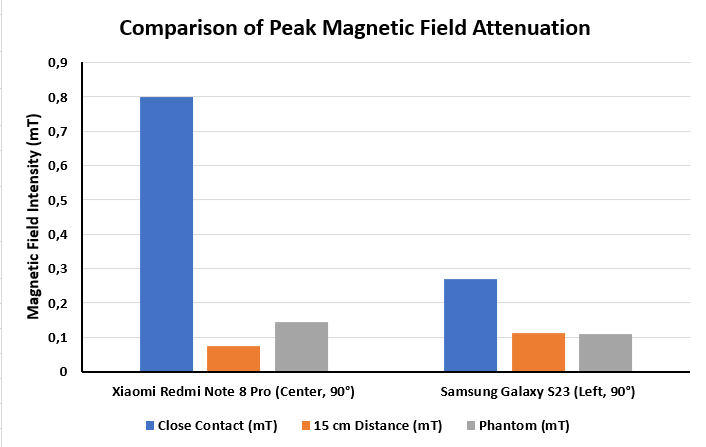 Comparison of Peak Magnetic Field Attenuation
Magnetic Field Intensity (mT)
0,9
0,8
0,7
0,6
0,5
0,4
0,3
0,2
0,1
0
Xiaomi Redmi Note 8 Pro (Center, 90°)
Samsung Galaxy S23 (Left, 90°)
Close Contact (mT)
15 cm Distance (mT)
Phantom (mT)